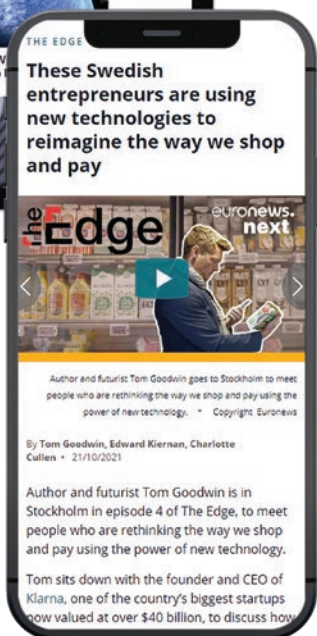 THE EDGE
These Swedish
entrepreneurs are using
new technologies to
reimagine the way we shop
and pay
the Edge
euronews.
next
Author and futurist Tom Goodwin goes to Stockholm to meet
people who are rethinking the way we shop and pay using the
power of new technology. • Copyright Euronews
By Tom Goodwin, Edward Kiernan, Charlotte
Cullen • 21/10/2021
Author and futurist Tom Goodwin is in
Stockholm in episode 4 of The Edge, to meet
people who are rethinking the way we shop
and pay using the power of new technology.
Tom sits down with the founder and CEO of
Klarna, one of the country's biggest startups
now valued at over $40 billion, to discuss how